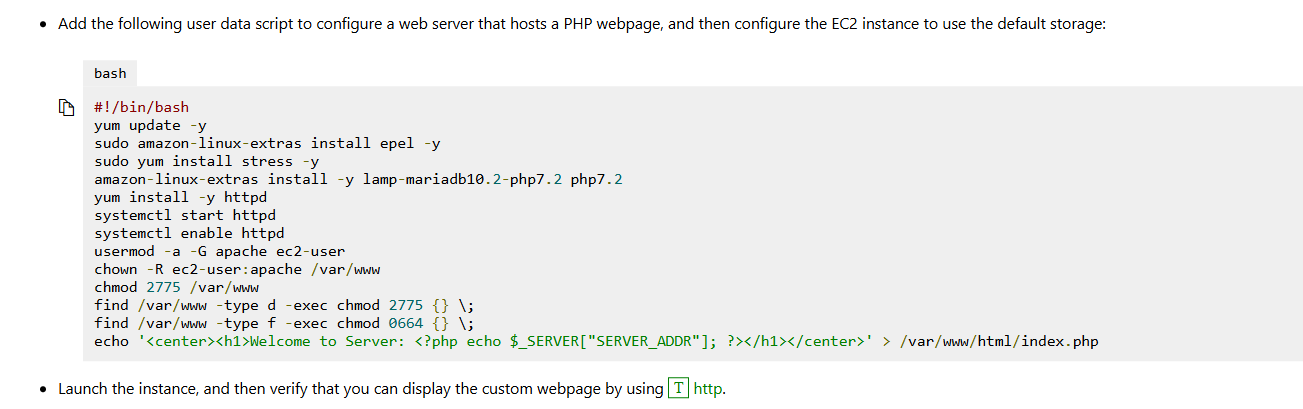 • Add the following user data script to configure a web server that hosts a PHP webpage, and then configure the EC2 instance to use the default storage:
bash
#!/bin/bash
yum update -y
sudo amazon-linux-extras install epel -y
sudo yum install stress -y
amazon-linux-extras install -y lamp-mariadb10.2-php7.2 php7.2
yum install -y httpd
systemctl start httpd
systemctl enable httpd
usermod -a -G apache ec2-user
chown -R ec2-user:apache /var/www
chmod 2775 /var/www
find /var/www -type d -exec chmod 2775 {} \;
find /var/www -type f -exec chmod 0664 {} \;
echo '<center><h1>Welcome to Server: <?php echo $_SERVER["SERVER_ADDR"]; ?></h1></center>' > /var/www/html/index.php
• Launch the instance, and then verify that you can display the custom webpage by using T http.